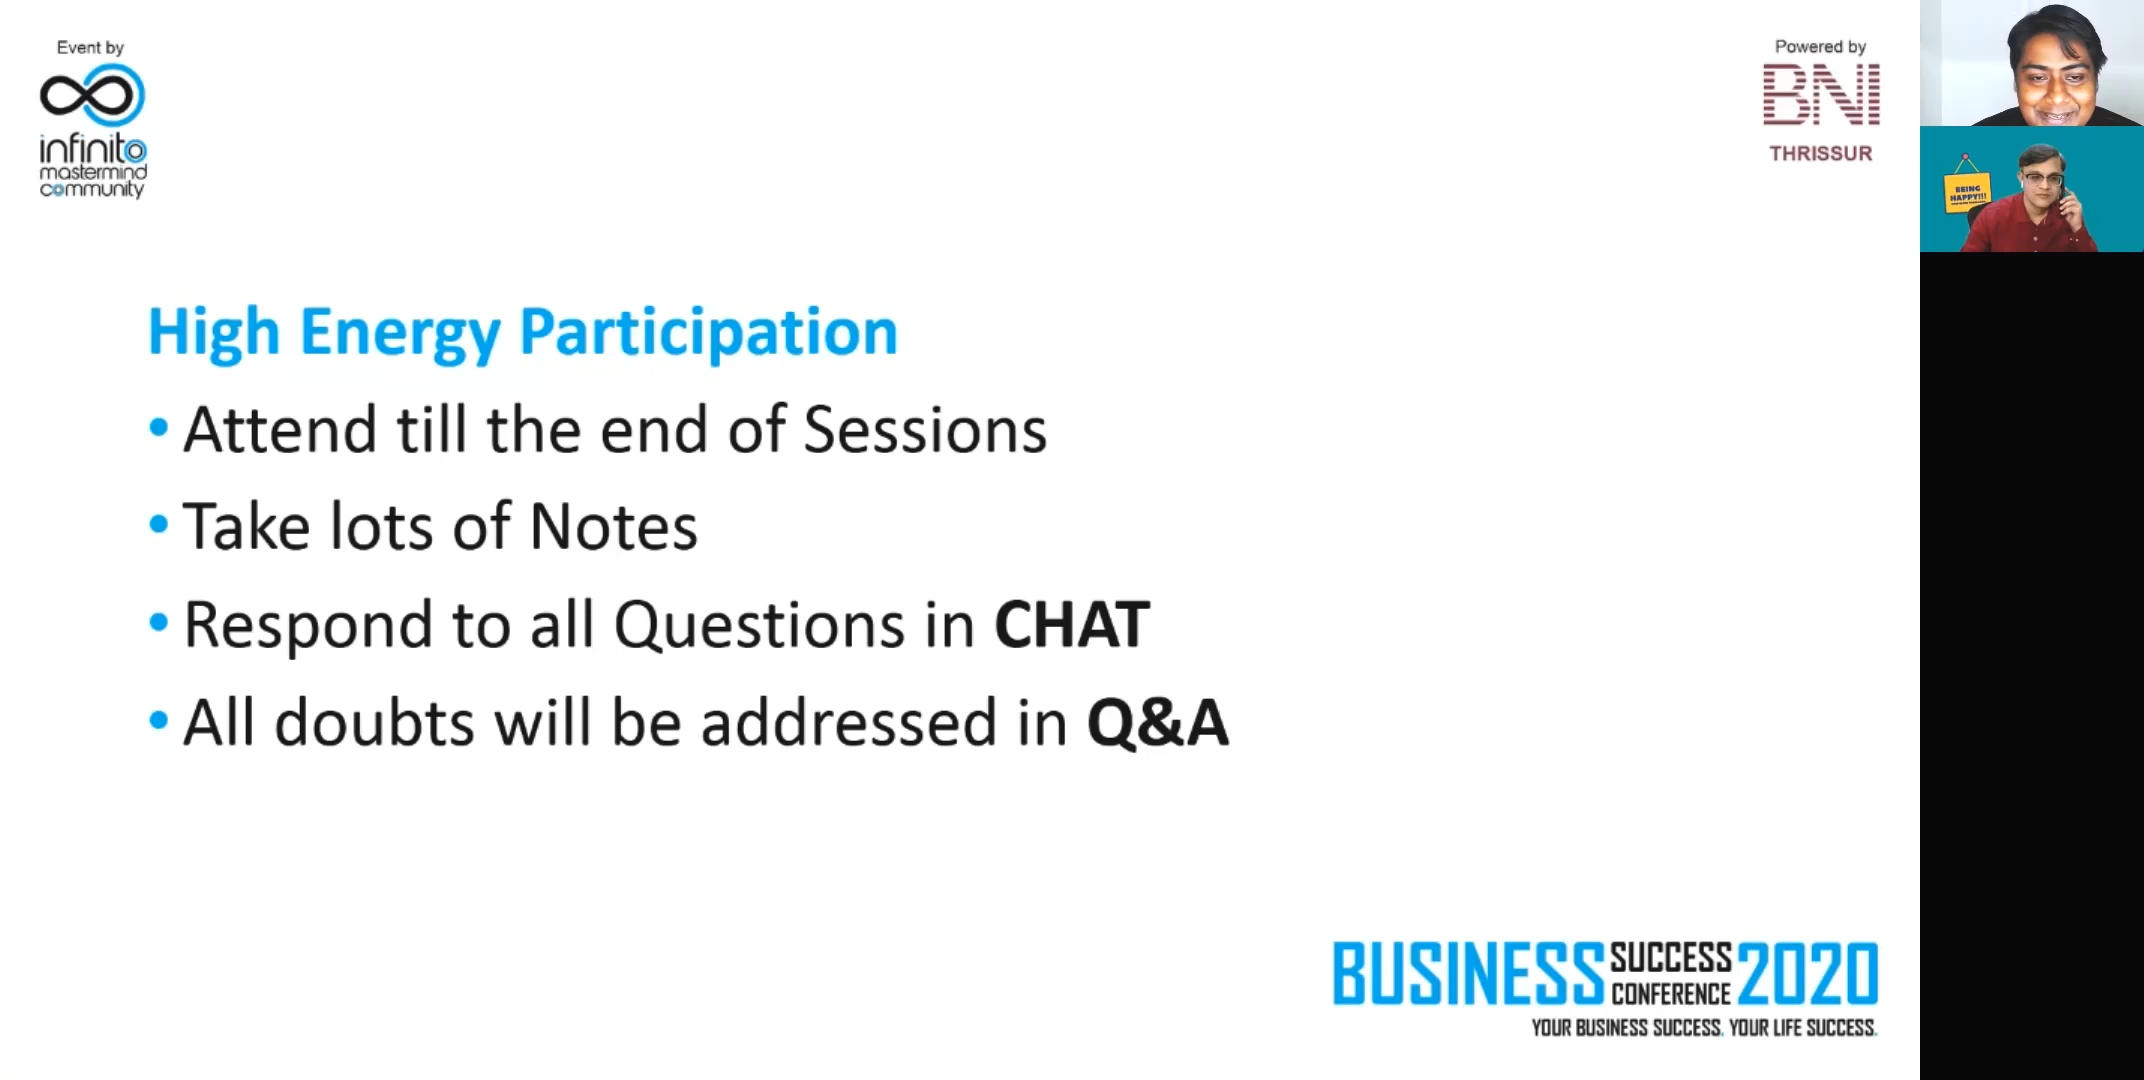 Event by
infinito
mastermind
community
Powered by
BNI
THRISSUR
BEING
HAPPY!!!
High Energy Participation
• Attend till the end of Sessions
• Take lots of Notes
• Respond to all Questions in CHAT
• All doubts will be addressed in Q&A
BUSINESS SUCCESS CONFERENCE 2020
YOUR BUSINESS SUCCESS. YOUR LIFE SUCCESS.